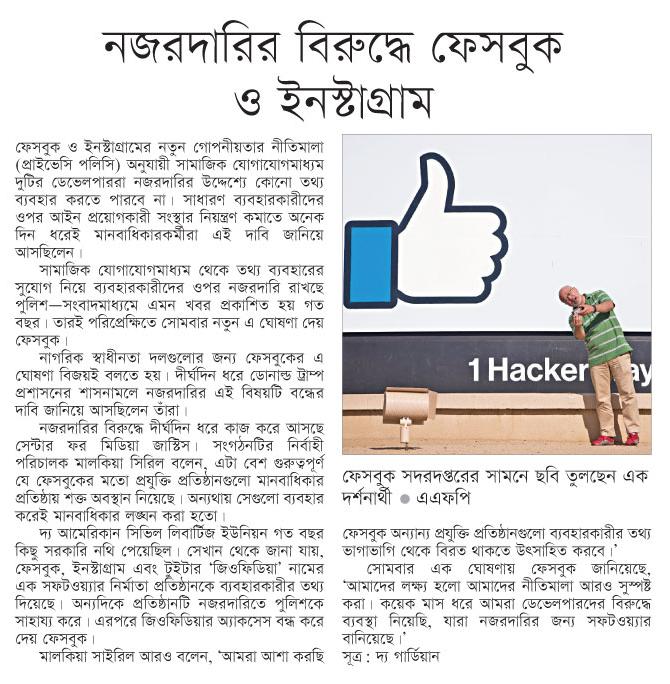 নজরদারির বিরুদ্ধে ফেসবুক
ও ইনস্টাগ্রাম
ফেসবুক ও ইনস্টাগ্রামের নতুন গোপনীয়তার নীতিমালা
(প্রাইভেসি পলিসি) অনুযায়ী সামাজিক যোগাযোগমাধ্যম
দুটির ডেভেলপাররা নজরদারির উদ্দেশ্যে কোনো তথ্য
ব্যবহার করতে পারবে না। সাধারণ ব্যবহারকারীদের
ওপর আইন প্রয়োগকারী সংস্থার নিয়ন্ত্রণ কমাতে অনেক
দিন ধরেই মানবাধিকারকর্মীরা এই দাবি জানিয়ে
আসছিলেন।
সামাজিক যোগাযোগমাধ্যম থেকে তথ্য ব্যবহারের
সুযোগ নিয়ে ব্যবহারকারীদের ওপর নজরদারি রাখছে
পুলিশ—সংবাদমাধ্যমে এমন খবর প্রকাশিত হয় গত
বছর। তারই পরিপ্রেক্ষিতে সোমবার নতুন এ ঘোষণা দেয়
ফেসবুক।
নাগরিক স্বাধীনতা দলগুলোর জন্য ফেসবুকের এ
ঘোষণা বিজয়ই বলতে হয়। দীর্ঘদিন ধরে ডোনাল্ড ট্রাম্প
প্রশাসনের শাসনামলে নজরদারির এই বিষয়টি বন্ধের
দাবি জানিয়ে আসছিলেন তাঁরা।
নজরদারির বিরুদ্ধে দীর্ঘদিন ধরে কাজ করে আসছে
সেন্টার ফর মিডিয়া জাস্টিস। সংগঠনটির নির্বাহী
পরিচালক মালকিয়া সিরিল বলেন, এটা বেশ গুরুত্বপূর্ণ
যে ফেসবুকের মতো প্রযুক্তি প্রতিষ্ঠানগুলো মানবাধিকার
প্রতিষ্ঠায় শক্ত অবস্থান নিয়েছে। অন্যথায় সেগুলো ব্যবহার
করেই মানবাধিকার লঙ্ঘন করা হতো।
দ্য আমেরিকান সিভিল লিবার্টিজ ইউনিয়ন গত বছর
কিছু সরকারি নথি পেয়েছিল। সেখান থেকে জানা যায়,
ফেসবুক, ইনস্টাগ্রাম এবং টুইটার ‘জিওফিডিয়া’ নামের
এক সফটওয়্যার নির্মাতা প্রতিষ্ঠানকে ব্যবহারকারীর তথ্য
দিয়েছে। অন্যদিকে প্রতিষ্ঠানটি নজরদারিতে পুলিশকে
সাহায্য করে। এরপরে জিওফিডিয়ার অ্যাকসেস বন্ধ করে
দেয় ফেসবুক।
মালকিয়া সাইরিল আরও বলেন, ‘আমরা আশা করছি
1 Hacker ay
ফেসবুক সদরদপ্তরের সামনে ছবি তুলছেন এক
দর্শনার্থী ● এএফপি
ফেসবুক অন্যান্য প্রযুক্তি প্রতিষ্ঠানগুলো ব্যবহারকারীর তথ্য
ভাগাভাগি থেকে বিরত থাকতে উৎসাহিত করবে।’
সোমবার এক ঘোষণায় ফেসবুক জানিয়েছে,
‘আমাদের লক্ষ্য হলো আমাদের নীতিমালা আরও সুস্পষ্ট
করা। কয়েক মাস ধরে আমরা ডেভেলপারদের বিরুদ্ধে
ব্যবস্থা নিয়েছি, যারা নজরদারির জন্য সফটওয়্যার
বানিয়েছে।’
সূত্র : দ্য গার্ডিয়ান